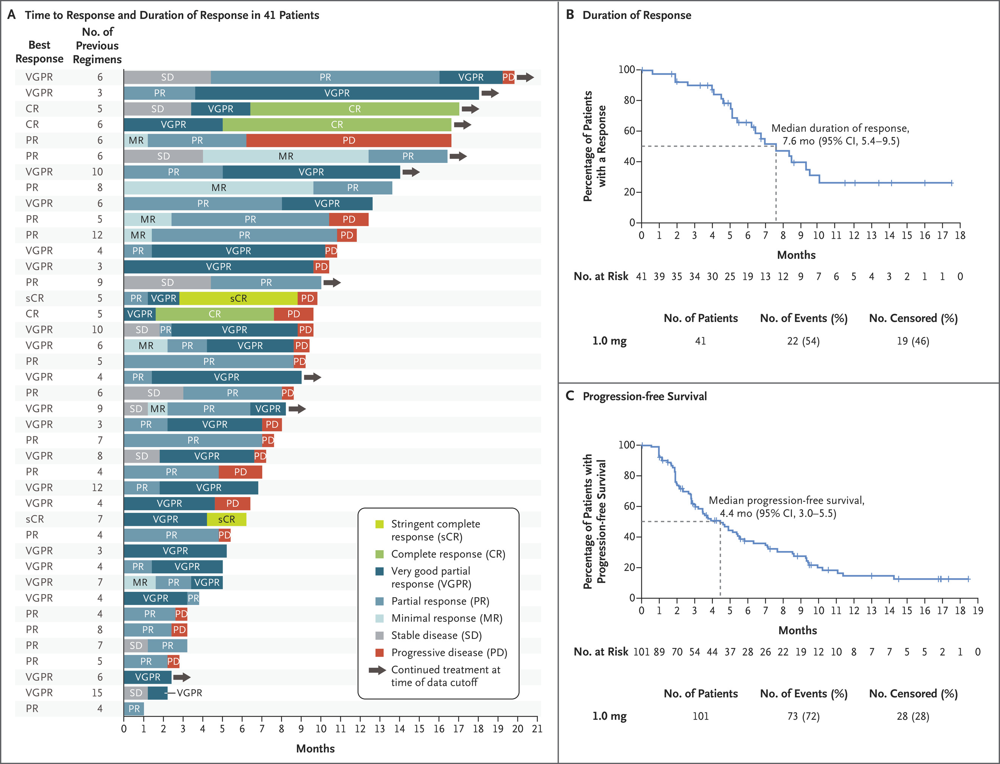 A Time to Response and Duration of Response in 41 Patients
Best Response No. of Previous Regimens
VGPR 6 SD PR VGPR PD
VGPR 3 PR VGPR
CR 5 SD VGPR CR
CR 6 VGPR CR
PR 6 MR PR PD
PR 6 SD MR PR
VGPR 10 PR VGPR
PR 8 MR PR
VGPR 6 PR VGPR
PR 5 MR PR PD
PR 12 MR PR PD
VGPR 4 PR VGPR PD
VGPR 3 VGPR PD
PR 9 SD PR
sCR 5 PR VGPR sCR PD
CR 5 VGPR CR PD
VGPR 10 SD PR VGPR PD
VGPR 6 MR PR VGPR PD
PR 5 PR PD
VGPR 4 PR VGPR
PR 6 SD PR PD
VGPR 9 SD MR PR VGPR
VGPR 3 PR VGPR PD
PR 7 PR PD
VGPR 8 SD VGPR PD
PR 4 PR PD
VGPR 12 PR VGPR
VGPR 4 VGPR PD
sCR 7 VGPR sCR
PR 4 PR PD
VGPR 3 VGPR
VGPR 4 PR VGPR
VGPR 7 MR PR VGPR
VGPR 4 VGPR PR
PR 4 PR PD
PR 8 PR PD
PR 7 SD PR
PR 5 PR PD
VGPR 6 VGPR
VGPR 15 SD VGPR
PR 4 PR
0 1 2 3 4 5 6 7 8 9 10 11 12 13 14 15 16 17 18 19 20 21
Months
Stringent complete
response (sCR)
Complete response (CR)
Very good partial
response (VGPR)
Partial response (PR)
Minimal response (MR)
Stable disease (SD)
Progressive disease (PD)
Continued treatment at
time of data cutoff
B Duration of Response
Percentage of Patients
with a Response
100
80
60
40
20
0
Median duration of response,
7.6 mo (95% CI, 5.4–9.5)
0 1 2 3 4 5 6 7 8 9 10 11 12 13 14 15 16 17 18
Months
No. at Risk 41 39 35 34 30 25 19 13 12 9 7 6 5 4 3 2 1 1 0
No. of Patients No. of Events (%) No. Censored (%)
1.0 mg 41 22 (54) 19 (46)
C Progression-free Survival
Percentage of Patients with
Progression-free Survival
100
80
60
40
20
0
Median progression-free survival,
4.4 mo (95% CI, 3.0–5.5)
0 1 2 3 4 5 6 7 8 9 10 11 12 13 14 15 16 17 18 19
Months
No. at Risk 101 89 70 54 44 37 28 26 22 19 12 10 8 7 7 5 5 2 1 0
No. of Patients No. of Events (%) No. Censored (%)
1.0 mg 101 73 (72) 28 (28)